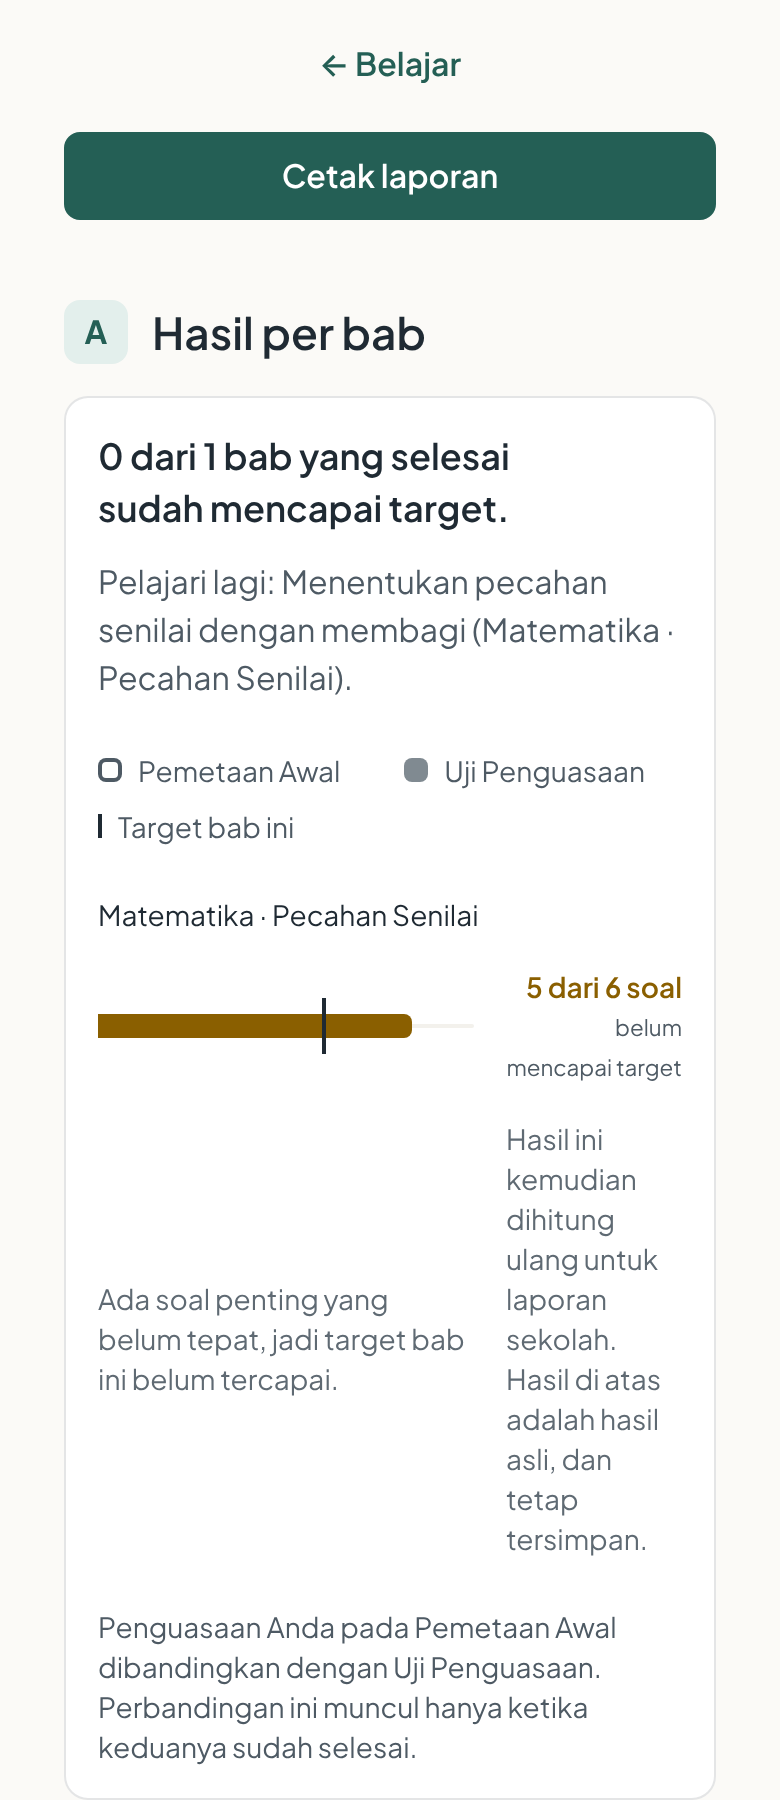 ← Belajar
Cetak laporan
A Hasil per bab
0 dari 1 bab yang selesai
sudah mencapai target.
Pelajari lagi: Menentukan pecahan
senilai dengan membagi (Matematika ·
Pecahan Senilai).
Pemetaan Awal
Uji Penguasaan
Target bab ini
Matematika · Pecahan Senilai
5 dari 6 soal
belum
mencapai target
Ada soal penting yang
belum tepat, jadi target bab
ini belum tercapai.
Hasil ini
kemudian
dihitung
ulang untuk
laporan
sekolah.
Hasil di atas
adalah hasil
asli, dan
tetap
tersimpan.
Penguasaan Anda pada Pemetaan Awal
dibandingkan dengan Uji Penguasaan.
Perbandingan ini muncul hanya ketika
keduanya sudah selesai.